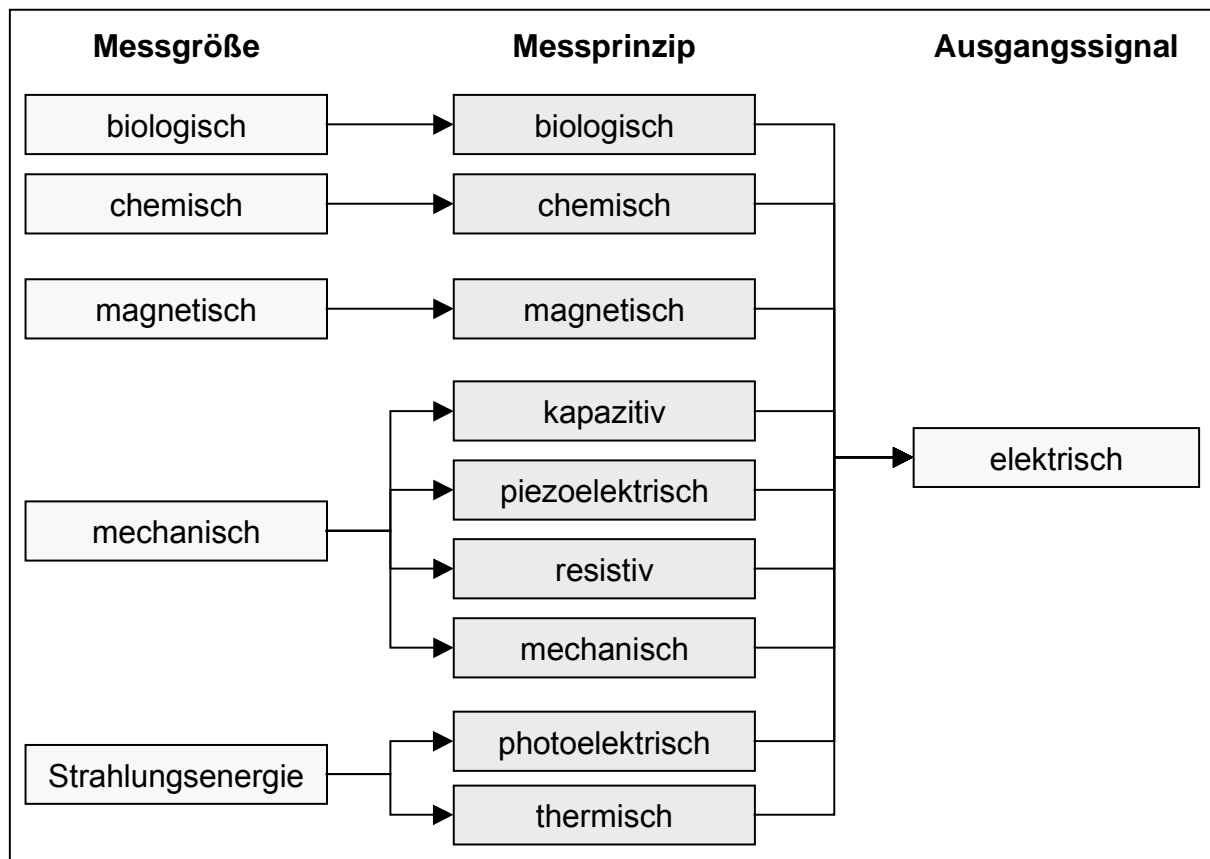 Messgröße
Messprinzip
Ausgangssignal
biologisch
biologisch
chemisch
chemisch
magnetisch
magnetisch
kapazitiv
elektrisch
piezoelektrisch
mechanisch
resistiv
mechanisch
photoelektrisch
Strahlungsenergie
thermisch